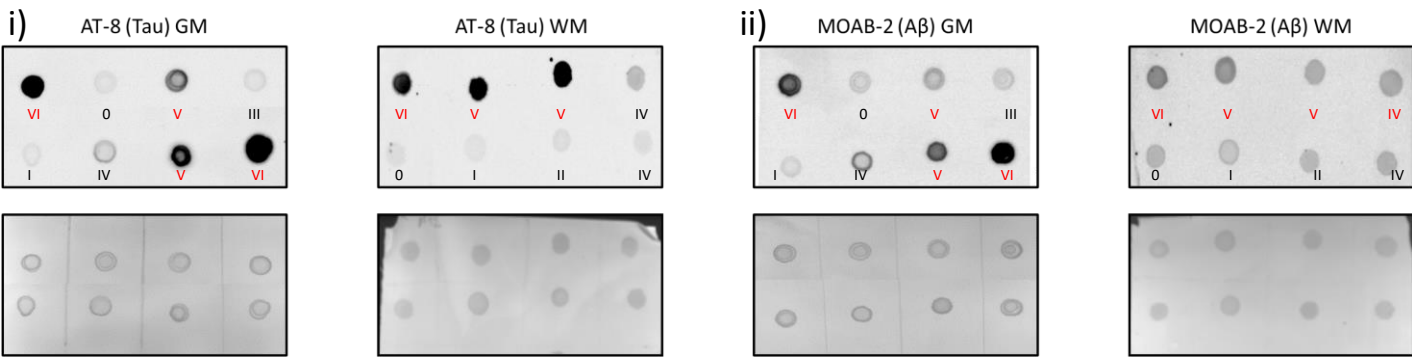 i)
AT-8 (Tau) GM
AT-8 (Tau) WM
ii)
MOAB-2 (Aβ) GM
MOAB-2 (Aβ) WM
VI 0 V III
I IV V VI
VI V V IV
0 I II IV
VI 0 V III
I IV V VI
VI V V IV
0 I II IV